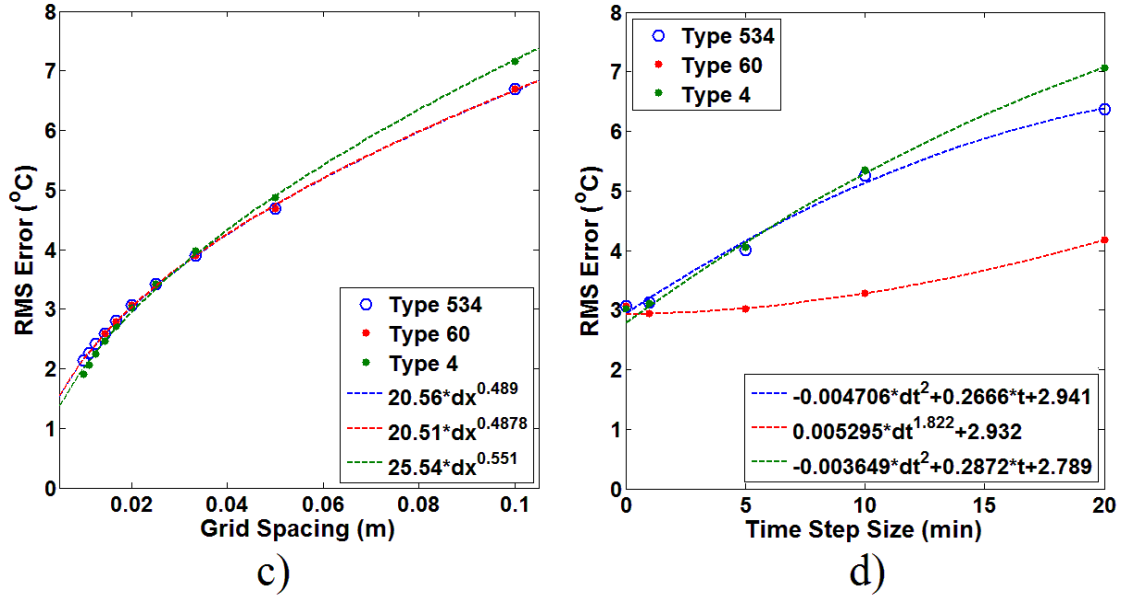 8
7
6
5
4
3
2
1
0
RMS Error (°C)
0.02 0.04 0.06 0.08 0.1
Grid Spacing (m)
Type 534
Type 60
Type 4
20.56*dx^0.489
20.51*dx^0.4878
25.54*dx^0.551
c)
8
7
6
5
4
3
2
1
0
RMS Error (°C)
0 5 10 15 20
Time Step Size (min)
Type 534
Type 60
Type 4
-0.004706*dt^2+0.2666*t+2.941
0.005295*dt^1.822+2.932
-0.003649*dt^2+0.2872*t+2.789
d)